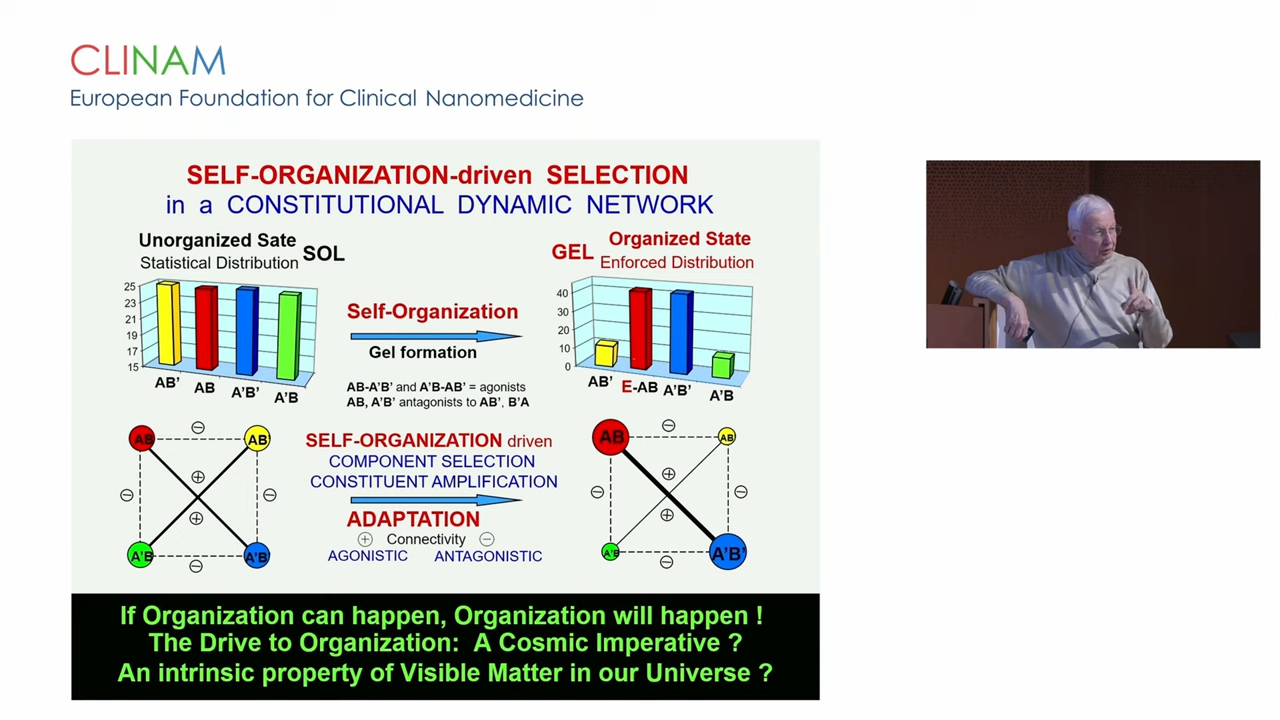 CLINAM
European Foundation for Clinical Nanomedicine
SELF-ORGANIZATION-driven SELECTION
in a CONSTITUTIONAL DYNAMIC NETWORK
Unorganized Sate
Statistical Distribution
SOL
GEL
Organized State
Enforced Distribution
25
23
21
19
17
15
AB'
AB
A'B'
A'B
Self-Organization
Gel formation
40
30
20
10
0
AB'
E-AB
A'B'
A'B
AB-A'B' and A'B-AB' = agonists
AB, A'B' antagonists to AB', B'A
AB
AB'
A'B
A'B'
SELF-ORGANIZATION driven
COMPONENT SELECTION
CONSTITUENT AMPLIFICATION
ADAPTATION
+ Connectivity −
AGONISTIC ANTAGONISTIC
AB
AB'
A'B
A'B'
If Organization can happen, Organization will happen !
The Drive to Organization: A Cosmic Imperative ?
An intrinsic property of Visible Matter in our Universe ?